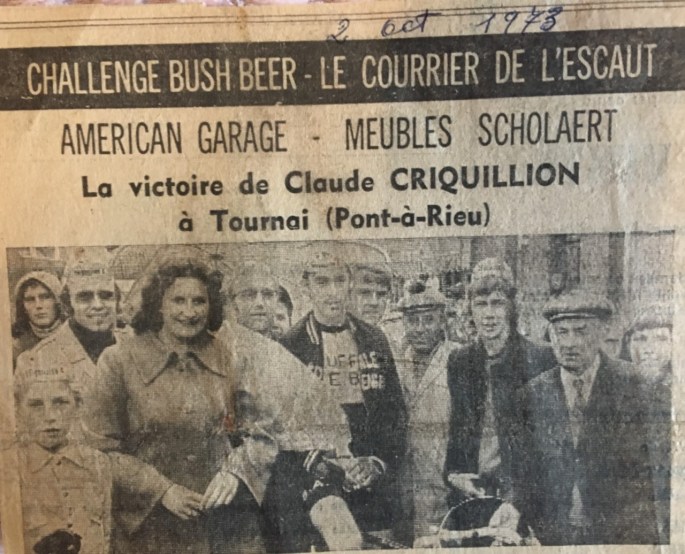 2 oct 1973
CHALLENGE BUSH BEER - LE COURRIER DE L'ESCAUT
AMERICAN GARAGE - MEUBLES SCHOLAERT
La victoire de Claude CRIQUILLION
à Tournai (Pont-à-Rieu)